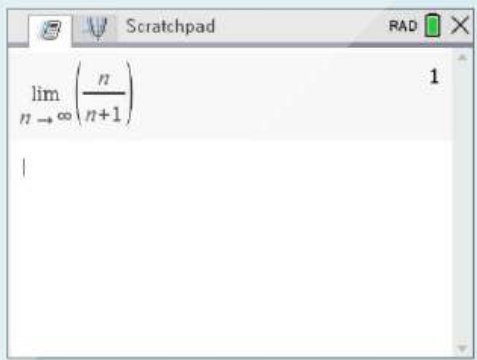 Scratchpad RAD
lim n → ∞ (n/(n+1)) 1